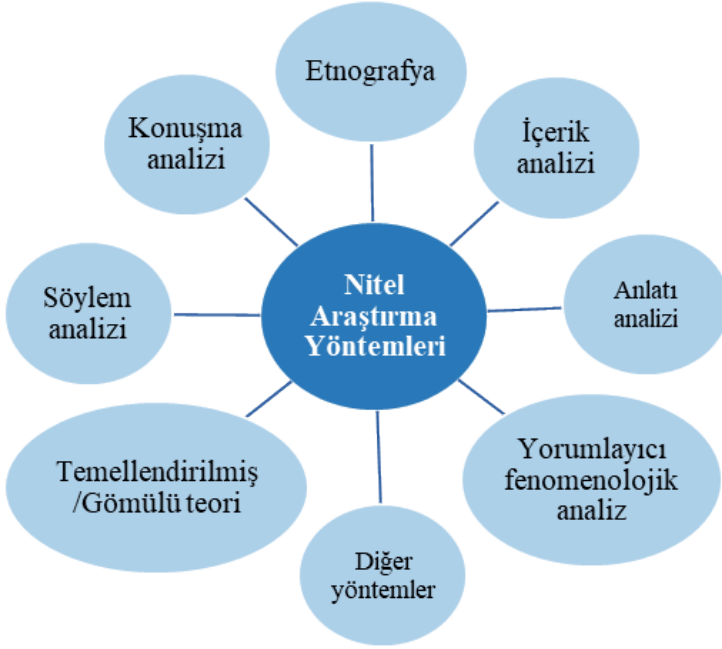 Etnografya
Konuşma
analizi
İçerik
analizi
Nitel
Araştırma
Yöntemleri
Söylem
analizi
Anlatı
analizi
Temellendirilmiş
/Gömülü teori
Yorumlayıcı
fenomenolojik
analiz
Diğer
yöntemler